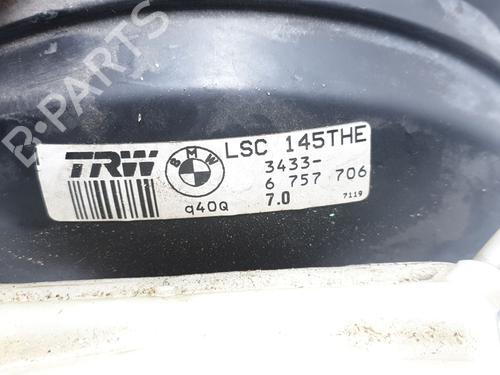 B-PARTS
TRW
BMW
LSC 145THE
3433-
6 757 706
q40Q
7.0
7119